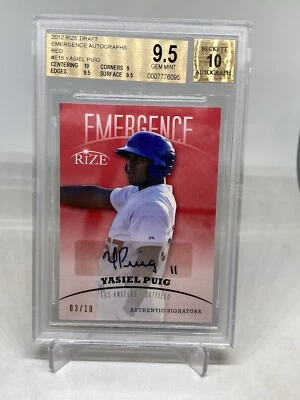 2012 RIZE DRAFT
EMERGENCE AUTOGRAPHS
RED
#E15 YASIEL PUIG
CENTERING 10 CORNERS 9
EDGES 9.5 SURFACE 9.5
9.5
GEM MINT
0007776095
BECKETT
10
AUTOGRAPH
EMERGENCE
RIZE
Y Puig 11
YASIEL PUIG
LOS ANGELES - OUTFIELD
03/10
AUTHENTIC SIGNATURE